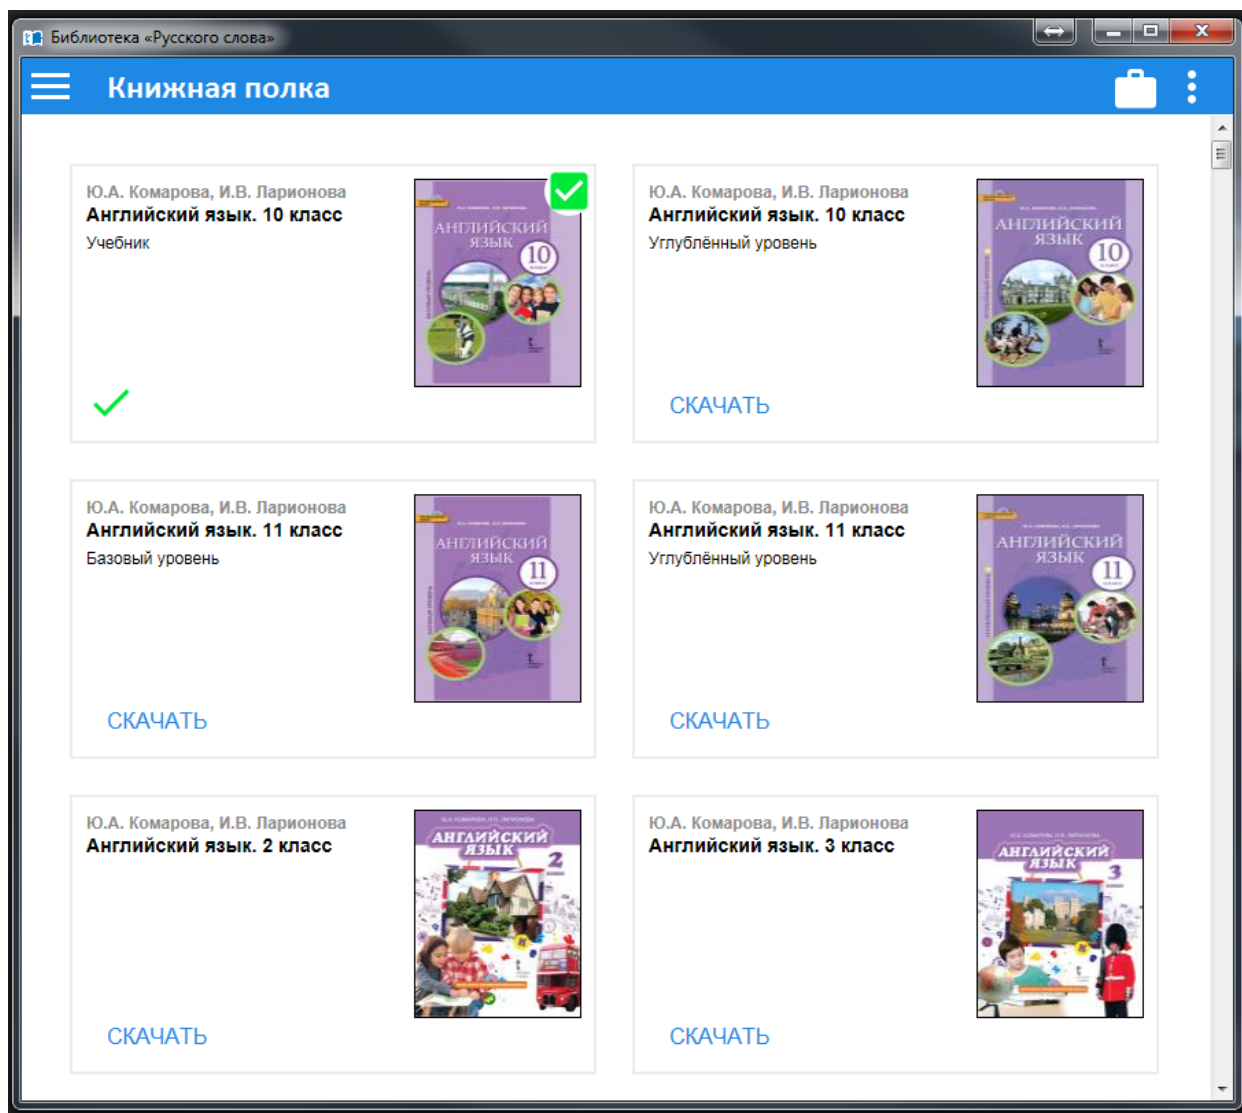 Библиотека «Русского слова»
Книжная полка
Ю.А. Комарова, И.В. Ларионова
Английский язык. 10 класс
Учебник
АНГЛИЙСКИЙ
ЯЗЫК
10
Ю.А. Комарова, И.В. Ларионова
Английский язык. 10 класс
Углублённый уровень
СКАЧАТЬ
АНГЛИЙСКИЙ
ЯЗЫК
10
Ю.А. Комарова, И.В. Ларионова
Английский язык. 11 класс
Базовый уровень
СКАЧАТЬ
АНГЛИЙСКИЙ
ЯЗЫК
11
Ю.А. Комарова, И.В. Ларионова
Английский язык. 11 класс
Углублённый уровень
СКАЧАТЬ
АНГЛИЙСКИЙ
ЯЗЫК
11
Ю.А. Комарова, И.В. Ларионова
Английский язык. 2 класс
СКАЧАТЬ
АНГЛИЙСКИЙ
ЯЗЫК
2
Ю.А. Комарова, И.В. Ларионова
Английский язык. 3 класс
СКАЧАТЬ
АНГЛИЙСКИЙ
ЯЗЫК
3